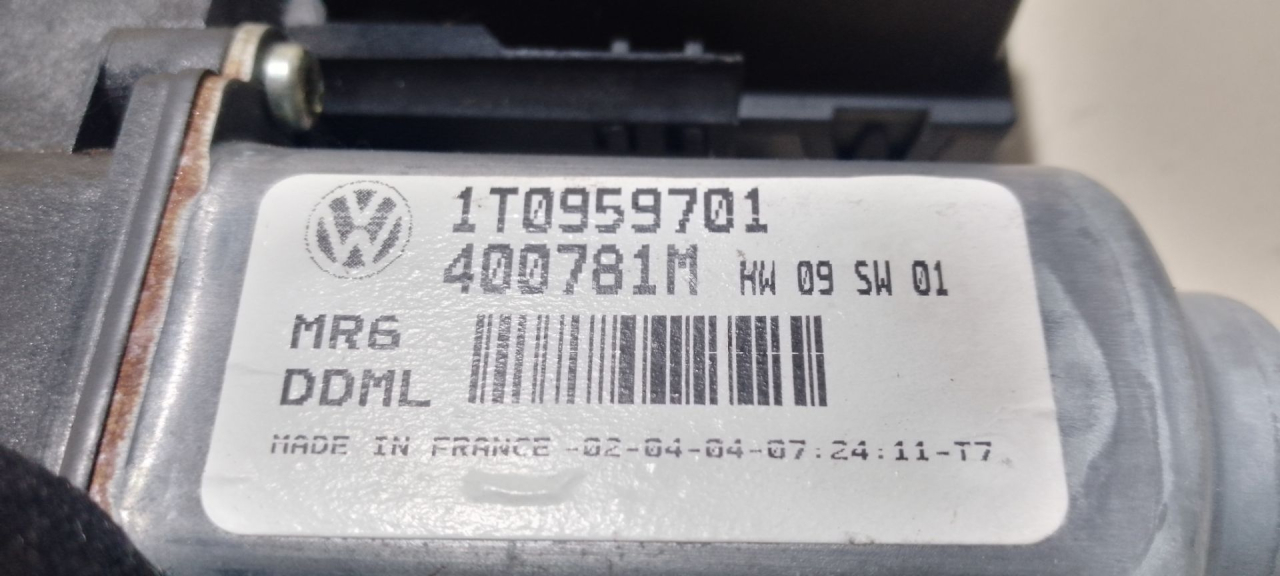 1T0959701
400781M HW 09 SW 01
MR6
DDML
MADE IN FRANCE -02-04-04-07:24:11-T7